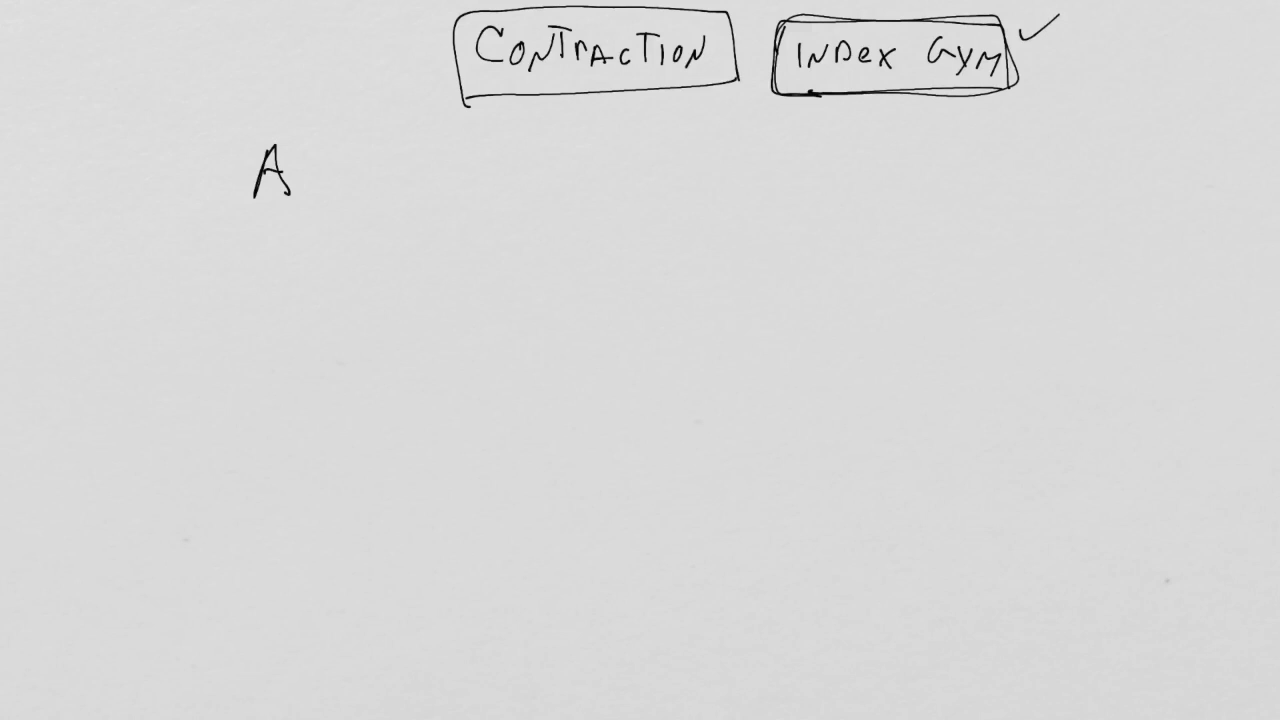 CONTRACTION INDEX GYM ✓
A